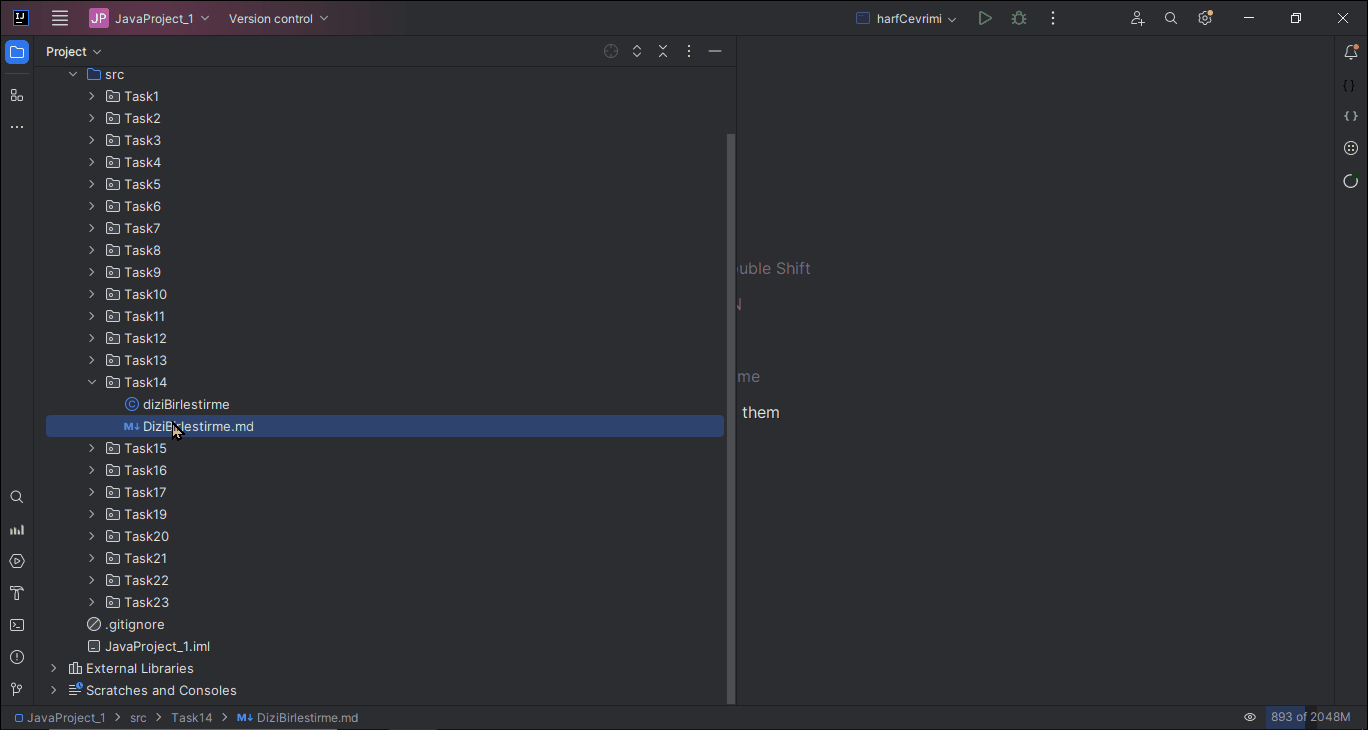 IJ JP JavaProject_1 Version control harfCevrimi
Project
src
Task1
Task2
Task3
Task4
Task5
Task6
Task7
Task8
uble Shift
Task9
Task10
Task11
Task12
Task13
me
Task14
diziBirlestirme
them
M↓ DiziBirlestirme.md
Task15
Task16
Task17
Task19
Task20
Task21
Task22
Task23
.gitignore
JavaProject_1.iml
External Libraries
Scratches and Consoles
JavaProject_1 > src > Task14 > M↓ DiziBirlestirme.md 893 of 2048M